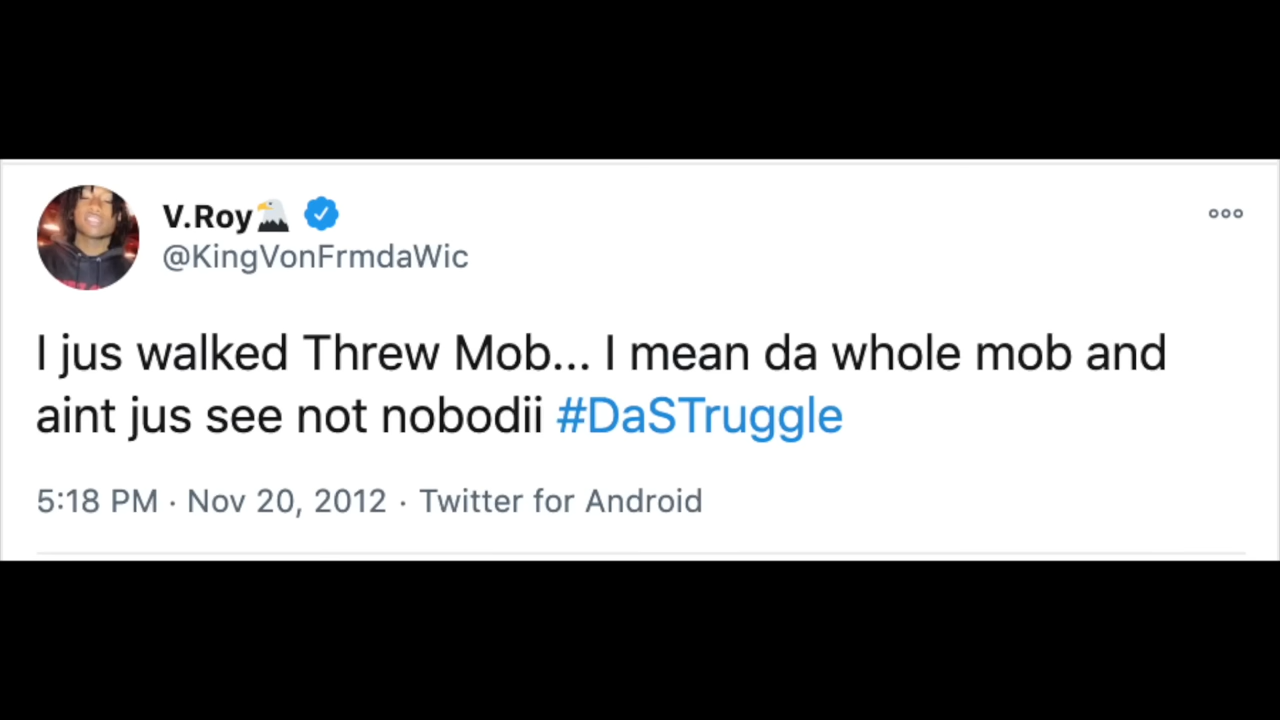 V.Roy🦅
@KingVonFrmdaWic
I jus walked Threw Mob... I mean da whole mob and
aint jus see not nobodii #DaSTruggle
5:18 PM · Nov 20, 2012 · Twitter for Android